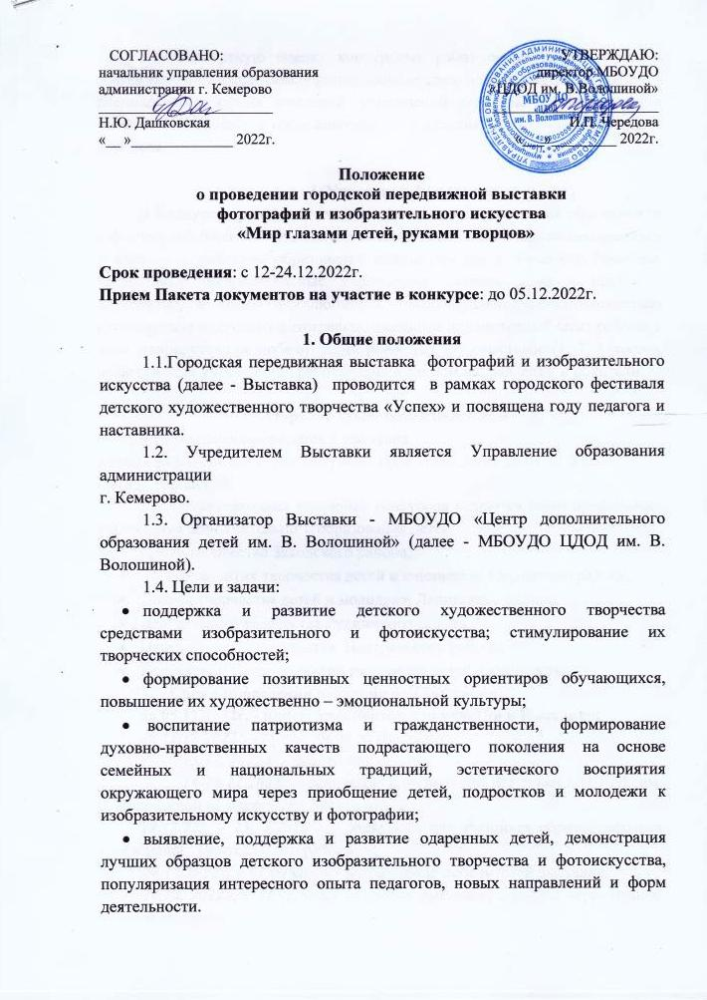 СОГЛАСОВАНО: УТВЕРЖДАЮ:
начальник управления образования директор МБОУДО
администрации г. Кемерово «ЦДОД им. В.Волошиной»
Н.Ю. Дашковская И.П. Чередова
«__ »______________ 2022г. 2022г.
МБОУ ДО
«ЦДОД
им. В. Волошиной»
Положение
о проведении городской передвижной выставки
фотографий и изобразительного искусства
«Мир глазами детей, руками творцов»
Срок проведения: с 12-24.12.2022г.
Прием Пакета документов на участие в конкурсе: до 05.12.2022г.
1. Общие положения
1.1.Городская передвижная выставка фотографий и изобразительного
искусства (далее - Выставка) проводится в рамках городского фестиваля
детского художественного творчества «Успех» и посвящена году педагога и
наставника.
1.2. Учредителем Выставки является Управление образования
администрации
г. Кемерово.
1.3. Организатор Выставки - МБОУДО «Центр дополнительного
образования детей им. В. Волошиной» (далее - МБОУДО ЦДОД им. В.
Волошиной).
1.4. Цели и задачи:
• поддержка и развитие детского художественного творчества
средствами изобразительного и фотоискусства; стимулирование их
творческих способностей;
• формирование позитивных ценностных ориентиров обучающихся,
повышение их художественно – эмоциональной культуры;
• воспитание патриотизма и гражданственности, формирование
духовно-нравственных качеств подрастающего поколения на основе
семейных и национальных традиций, эстетического восприятия
окружающего мира через приобщение детей, подростков и молодежи к
изобразительному искусству и фотографии;
• выявление, поддержка и развитие одаренных детей, демонстрация
лучших образцов детского изобразительного творчества и фотоискусства,
популяризация интересного опыта педагогов, новых направлений и форм
деятельности.